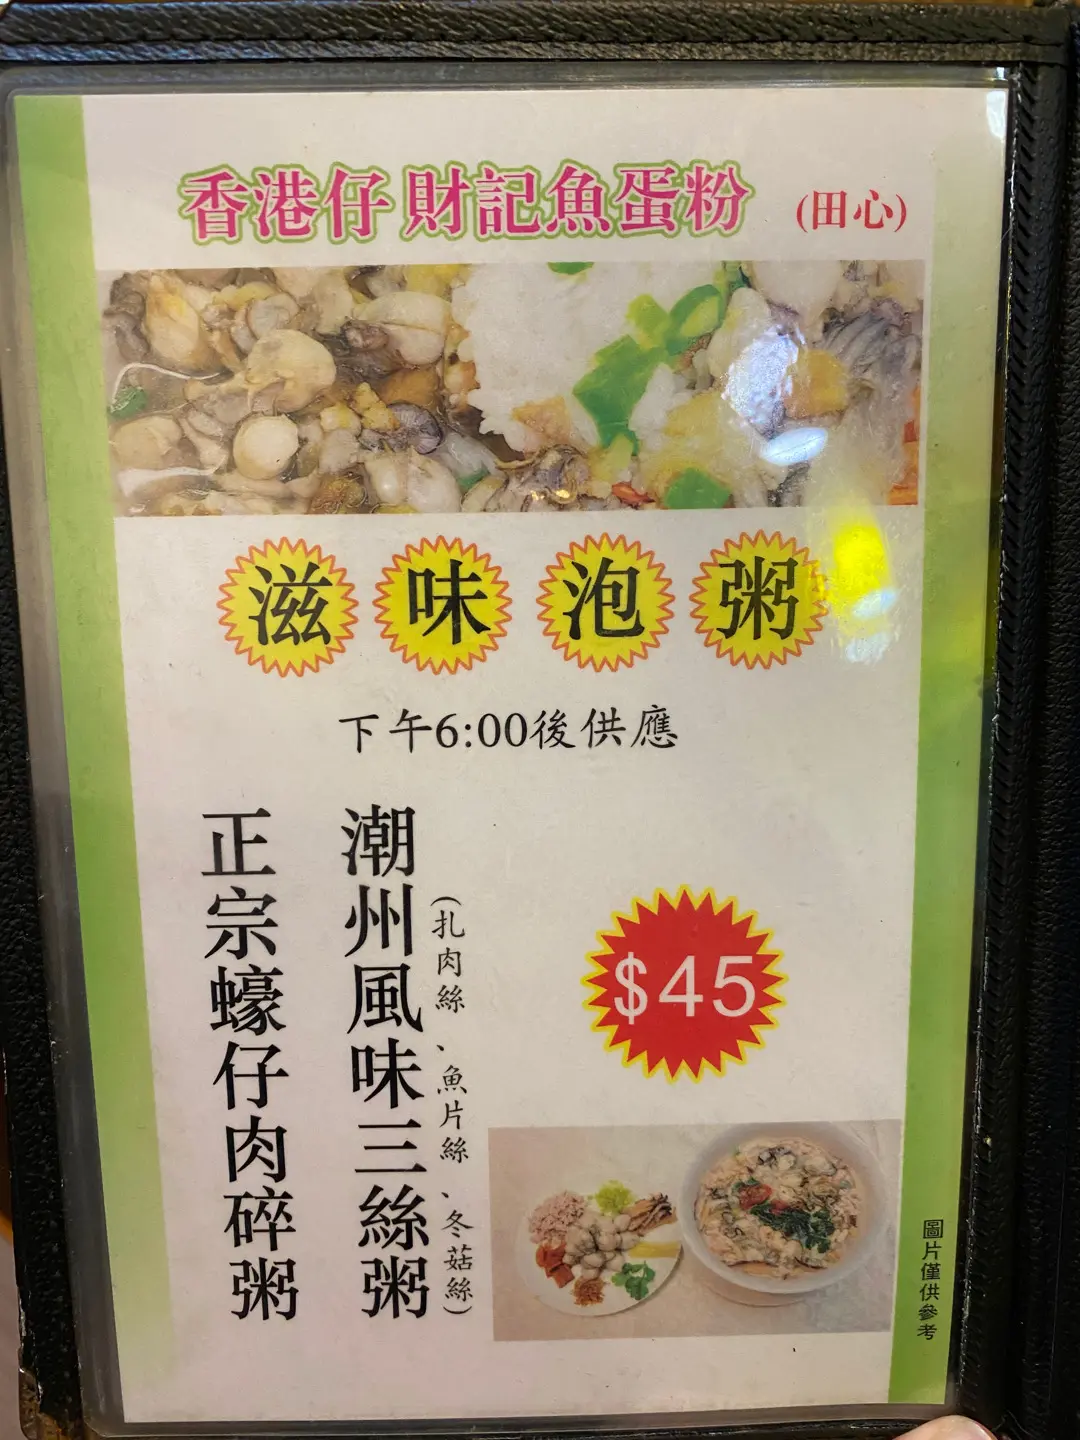 香港仔 財記魚蛋粉 (田心)
滋味泡粥
下午6:00後供應
潮州風味三絲粥
(扎肉絲、魚片絲、冬菇絲)
正宗蠔仔肉碎粥
$45
圖片僅供參考